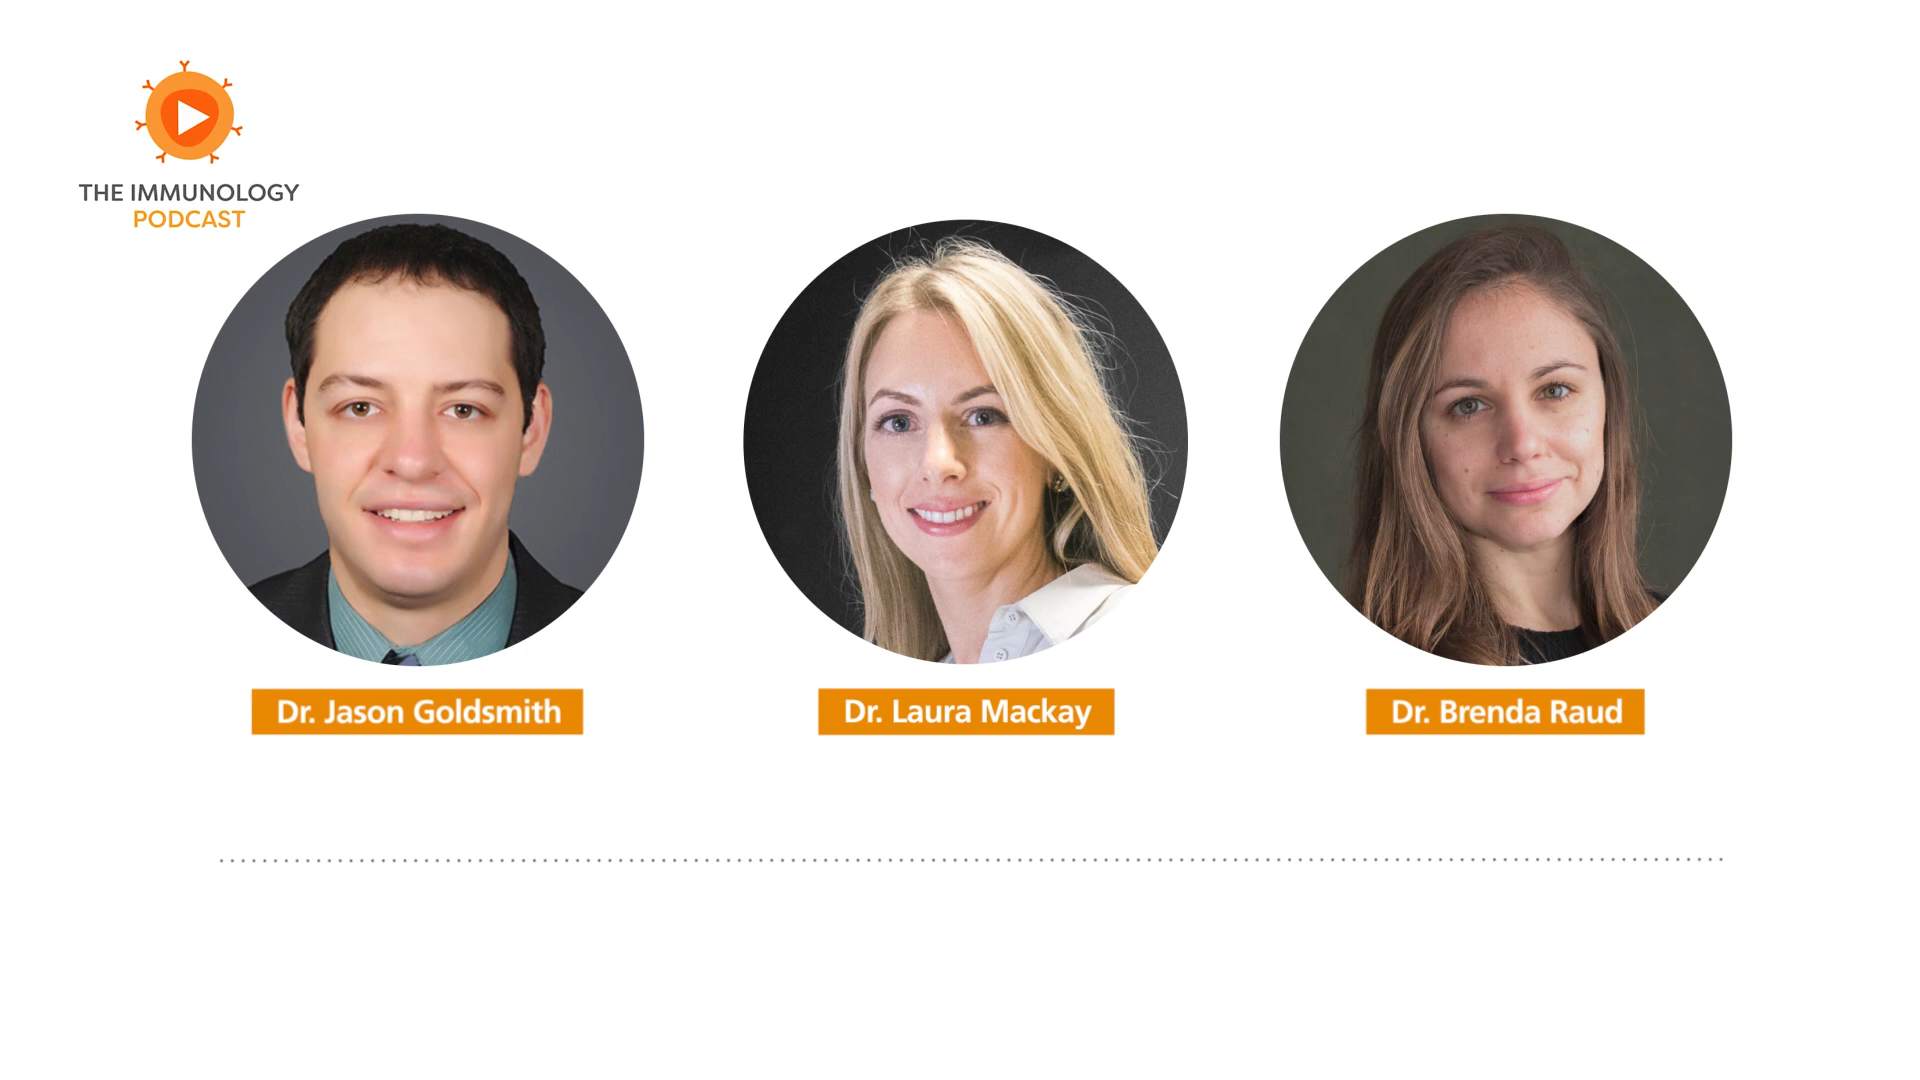 THE IMMUNOLOGY
PODCAST
Dr. Jason Goldsmith
Dr. Laura Mackay
Dr. Brenda Raud